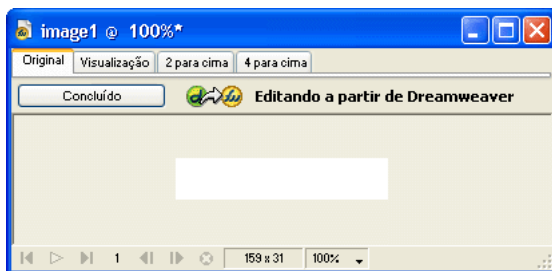 image1 @ 100%*
Original Visualização 2 para cima 4 para cima
Concluído Editando a partir de Dreamweaver
1 159 x 31 100%